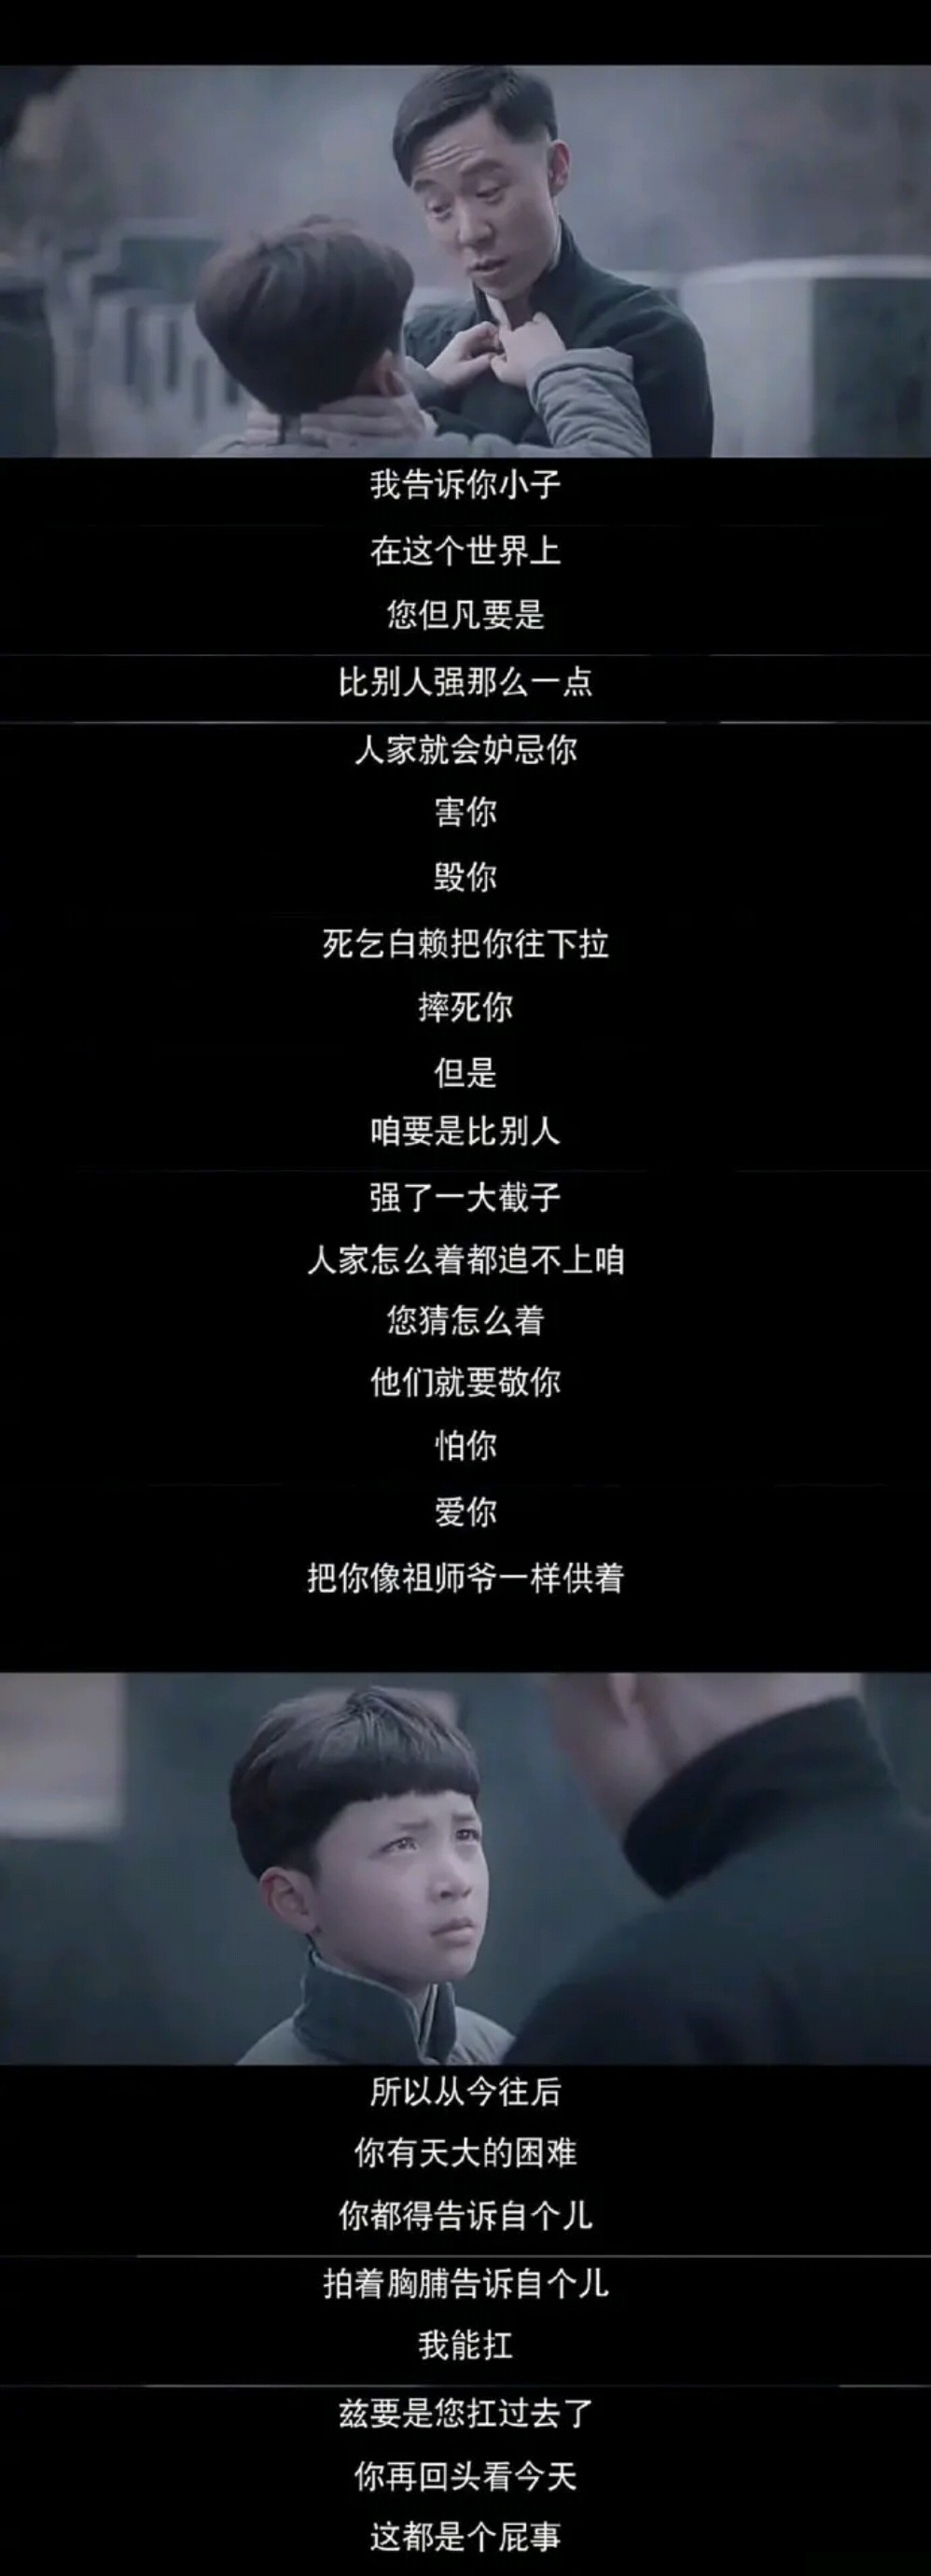 我告诉你小子
在这个世界上
您但凡要是
比别人强那么一点
人家就会妒忌你
害你
毁你
死乞白赖把你往下拉
摔死你
但是
咱要是比别人
强了一大截子
人家怎么着都追不上咱
您猜怎么着
他们就要敬你
怕你
爱你
把你像祖师爷一样供着
所以从今往后
你有天大的困难
你都得告诉自个儿
拍着胸脯告诉自个儿
我能扛
兹要是您扛过去了
你再回头看今天
这都是个屁事